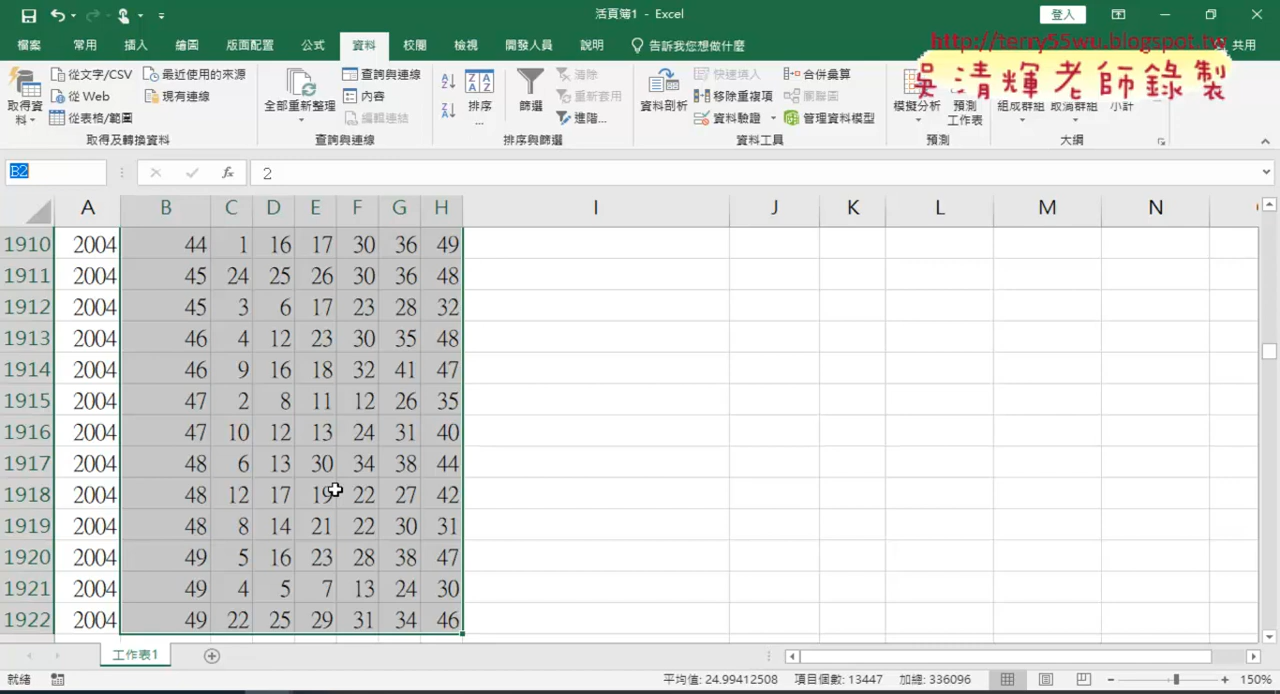 活頁簿1 - Excel
登入
檔案 常用 插入 繪圖 版面配置 公式 資料 校閱 檢視 開發人員 說明 告訴我您想做什麼 共用
http://terry55wu.blogspot.tw
吳清輝老師錄製
取得資料 從文字/CSV 最近使用的來源
從 Web 現有連線
從表格/範圍
取得及轉換資料
全部重新整理 查詢與連線
內容
編輯連結
查詢與連線
排序... 篩選 清除
重新套用
進階...
排序與篩選
資料剖析 快速填入 合併彙算
移除重複項 關聯圖
資料驗證 管理資料模型
資料工具
模擬分析 預測工作表
預測
組成群組 取消群組 小計
大綱
B2 fx 2
A B C D E F G H I J K L M N
1910 2004 44 1 16 17 30 36 49
1911 2004 45 24 25 26 30 36 48
1912 2004 45 3 6 17 23 28 32
1913 2004 46 4 12 23 30 35 48
1914 2004 46 9 16 18 32 41 47
1915 2004 47 2 8 11 12 26 35
1916 2004 47 10 12 13 24 31 40
1917 2004 48 6 13 30 34 38 44
1918 2004 48 12 17 19 22 27 42
1919 2004 48 8 14 21 22 30 31
1920 2004 49 5 16 23 28 38 47
1921 2004 49 4 5 7 13 24 30
1922 2004 49 22 25 29 31 34 46
工作表1
就緒 平均值: 24.99412508 項目個數: 13447 加總: 336096 150%